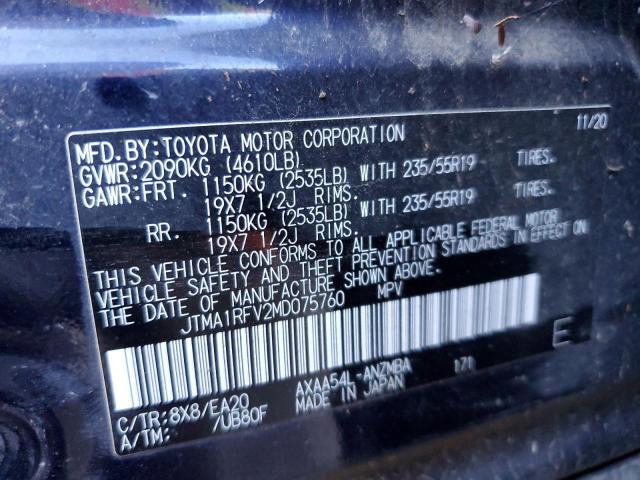 MFD.BY:TOYOTA MOTOR CORPORATION 11/20
GVWR:2090KG (4610LB)
GAWR:FRT. 1150KG (2535LB) WITH 235/55R19 TIRES.
19X7 1/2J RIMS.
RR. 1150KG (2535LB) WITH 235/55R19 TIRES.
19X7 1/2J RIMS.
THIS VEHICLE CONFORMS TO ALL APPLICABLE FEDERAL MOTOR
VEHICLE SAFETY AND THEFT PREVENTION STANDARDS IN EFFECT ON
THE DATE OF MANUFACTURE SHOWN ABOVE.
JTMA1RFV2MD075760 MPV
E
C/TR:8X8/EA20 AXAA54L-ANZMBA 171
A/TM: /UB80F MADE IN JAPAN